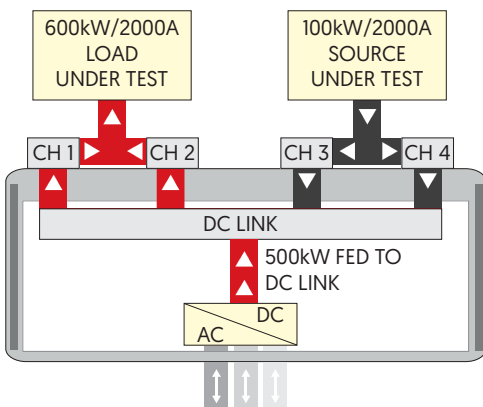 600kW/2000A
LOAD
UNDER TEST
100kW/2000A
SOURCE
UNDER TEST
CH 1
CH 2
CH 3
CH 4
DC LINK
500kW FED TO
DC LINK
DC
AC